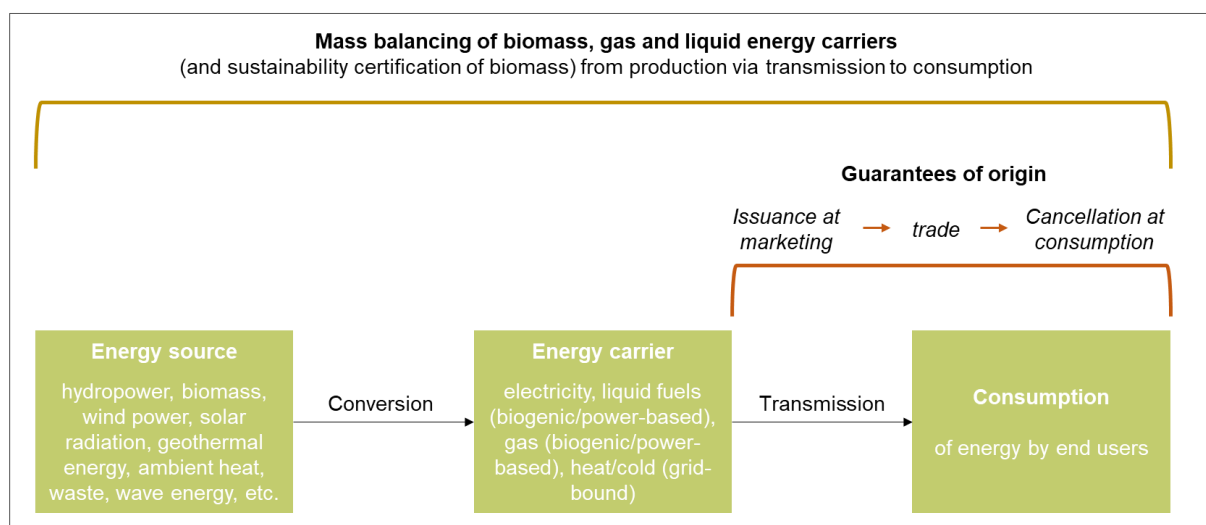 Mass balancing of biomass, gas and liquid energy carriers
(and sustainability certification of biomass) from production via transmission to consumption
Guarantees of origin
Issuance at
marketing
trade
Cancellation at
consumption
Energy source
hydropower, biomass,
wind power, solar
radiation, geothermal
energy, ambient heat,
waste, wave energy, etc.
Conversion
Energy carrier
electricity, liquid fuels
(biogenic/power-based),
gas (biogenic/power-
based), heat/cold (grid-
bound)
Transmission
Consumption
of energy by end users